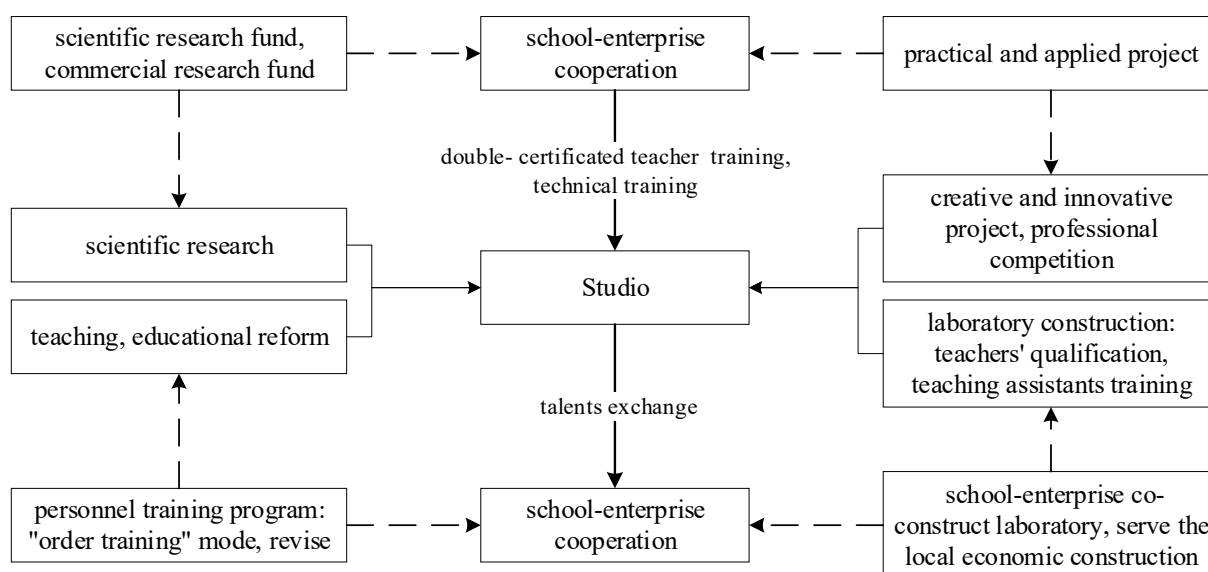 scientific research fund,
commercial research fund
school-enterprise
cooperation
practical and applied project
double- certificated teacher training,
technical training
scientific research
creative and innovative
project, professional
competition
Studio
teaching, educational reform
laboratory construction:
teachers' qualification,
teaching assistants training
talents exchange
personnel training program:
"order training" mode, revise
school-enterprise
cooperation
school-enterprise co-
construct laboratory, serve the
local economic construction